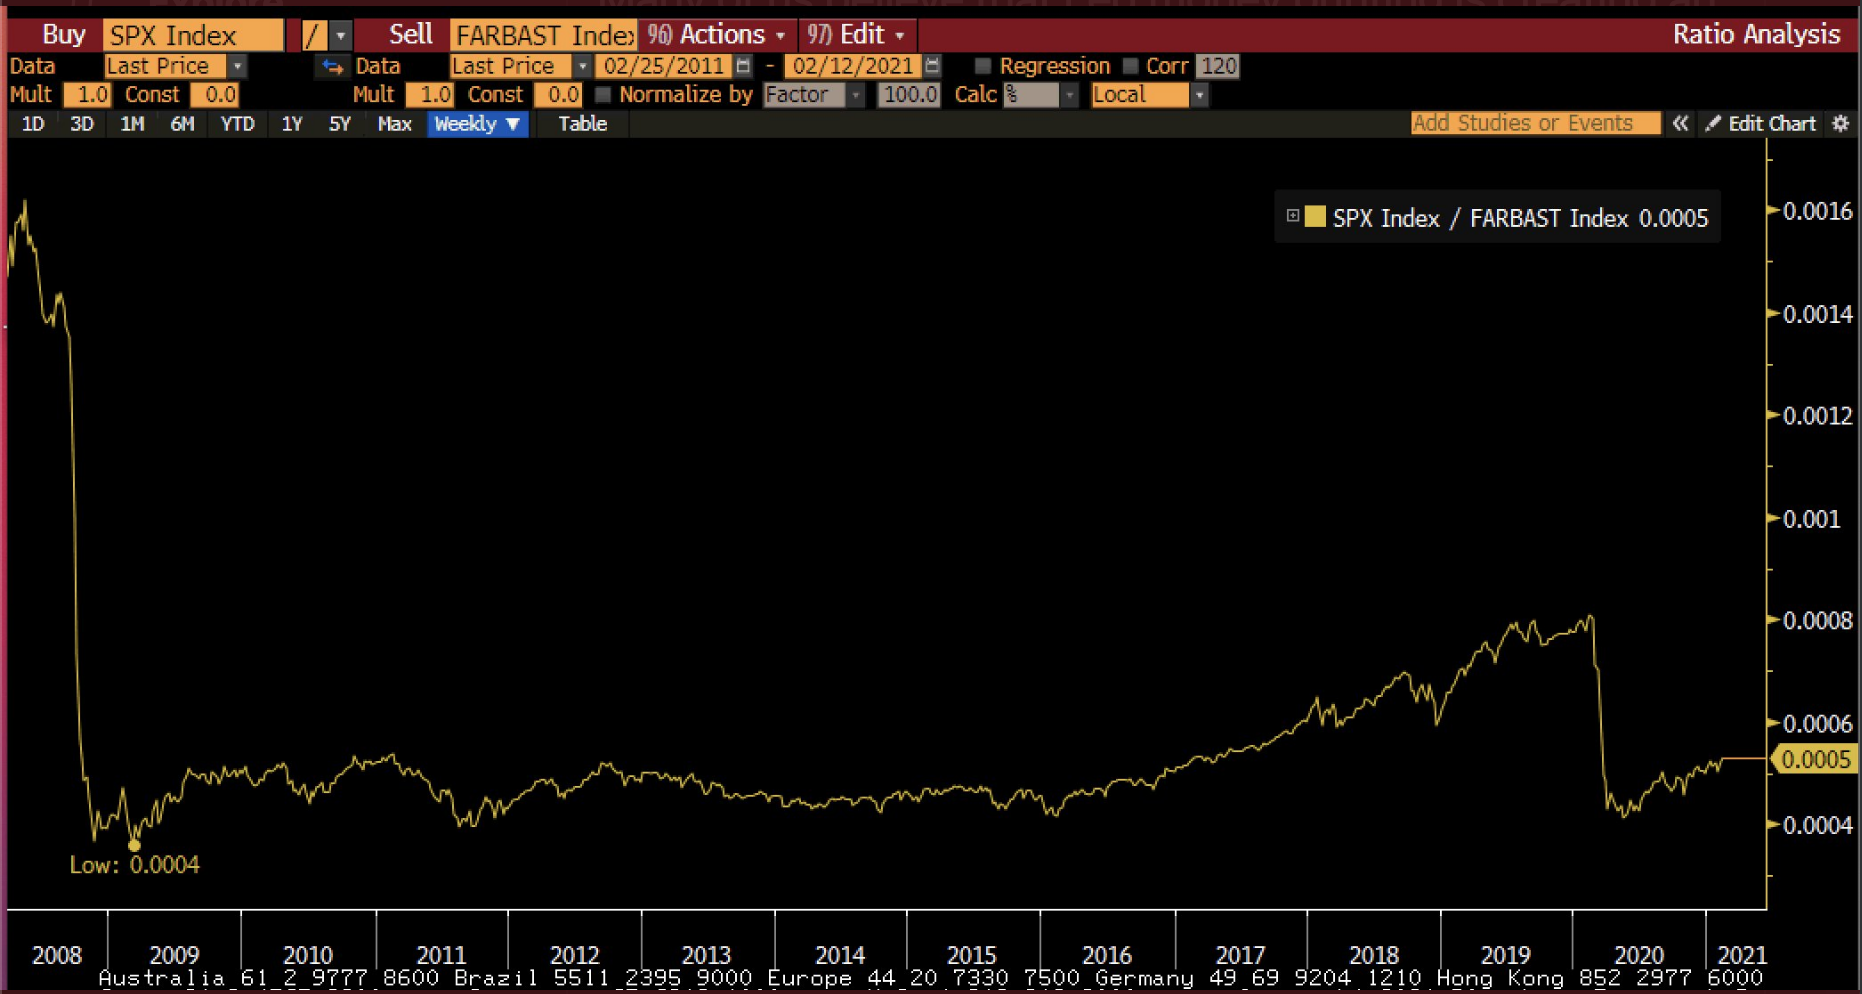 Buy SPX Index / Sell FARBAST Index 96) Actions 97) Edit Ratio Analysis
Data Last Price Data Last Price 02/25/2011 - 02/12/2021 Regression Corr 120
Mult 1.0 Const 0.0 Mult 1.0 Const 0.0 Normalize by Factor 100.0 Calc % Local
1D 3D 1M 6M YTD 1Y 5Y Max Weekly ▼ Table Add Studies or Events « Edit Chart
SPX Index / FARBAST Index 0.0005
0.0016
0.0014
0.0012
0.001
0.0008
0.0006
0.0005
0.0004
Low: 0.0004
2008 2009 2010 2011 2012 2013 2014 2015 2016 2017 2018 2019 2020 2021
Australia 61 2 9777 8600 Brazil 5511 2395 9000 Europe 44 20 7330 7500 Germany 49 69 9204 1210 Hong Kong 852 2977 6000